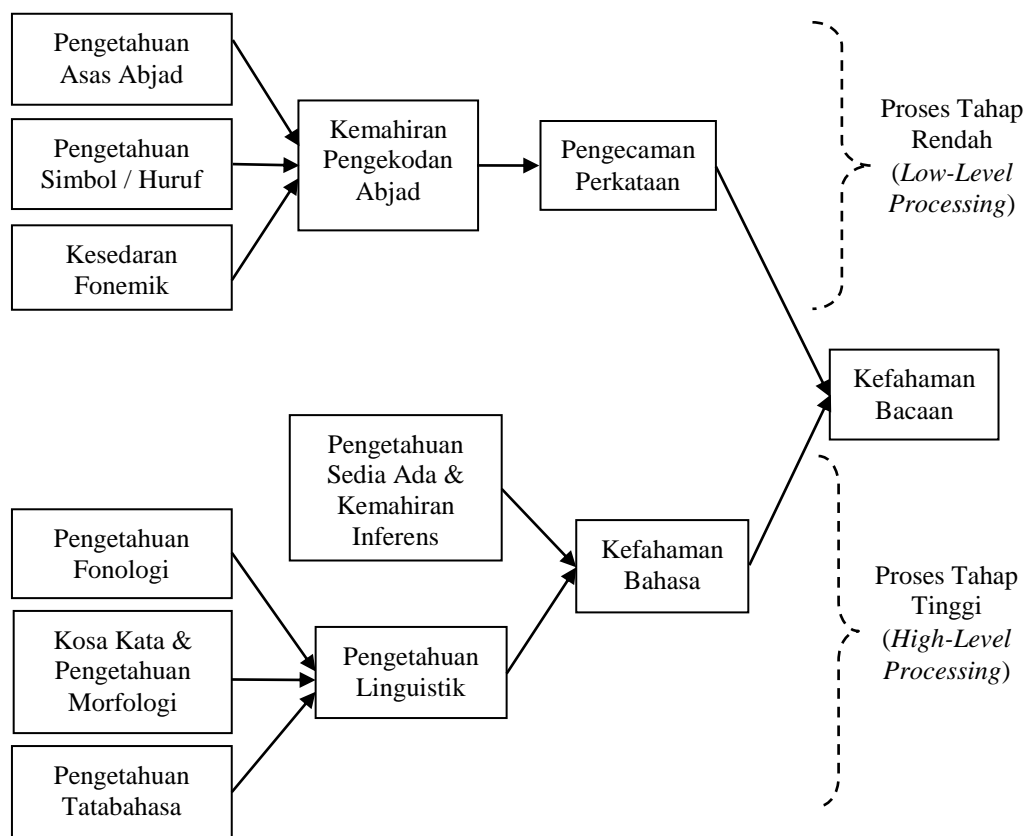 Pengetahuan
Asas Abjad
Pengetahuan
Simbol / Huruf
Kesedaran
Fonemik
Kemahiran
Pengekodan
Abjad
Pengecaman
Perkataan
Proses Tahap
Rendah
(Low-Level
Processing)
Kefahaman
Bacaan
Pengetahuan
Sedia Ada &
Kemahiran
Inferens
Pengetahuan
Fonologi
Kosa Kata &
Pengetahuan
Morfologi
Pengetahuan
Tatabahasa
Pengetahuan
Linguistik
Kefahaman
Bahasa
Proses Tahap
Tinggi
(High-Level
Processing)